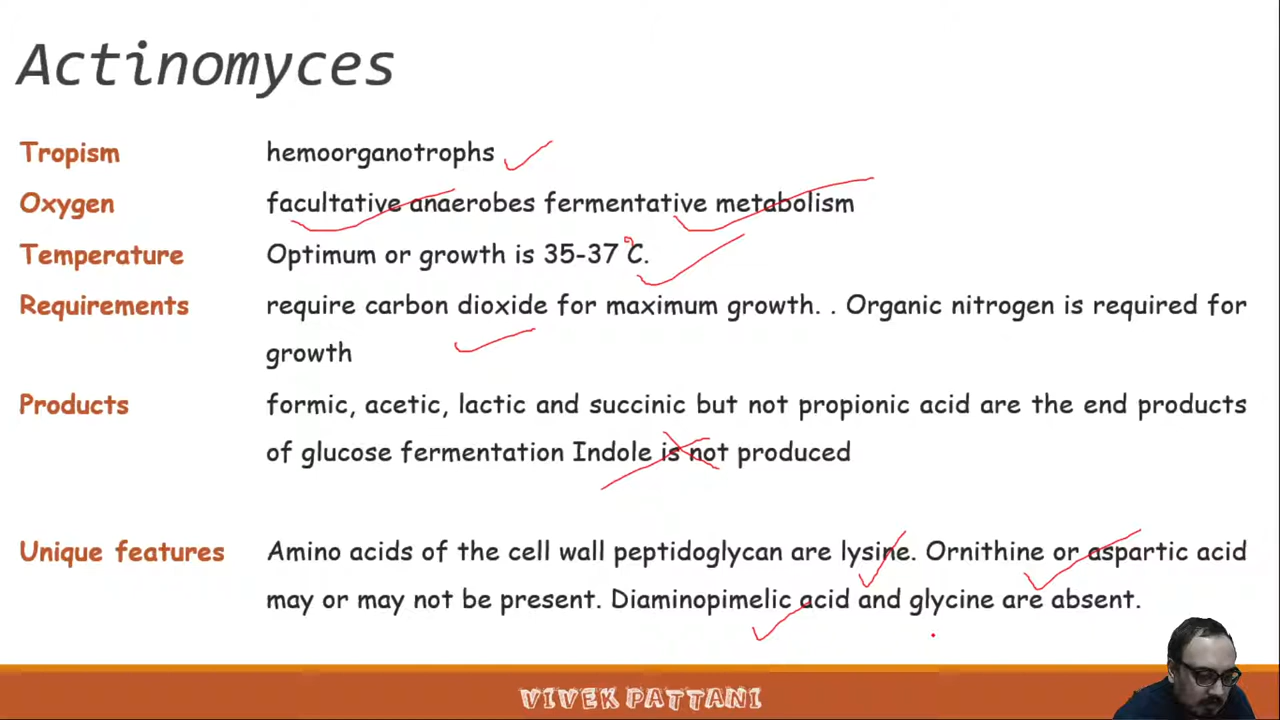 Actinomyces
Tropism hemoorganotrophs
Oxygen facultative anaerobes fermentative metabolism
Temperature Optimum or growth is 35-37 °C.
Requirements require carbon dioxide for maximum growth. . Organic nitrogen is required for
growth
Products formic, acetic, lactic and succinic but not propionic acid are the end products
of glucose fermentation Indole is not produced
Unique features Amino acids of the cell wall peptidoglycan are lysine. Ornithine or aspartic acid
may or may not be present. Diaminopimelic acid and glycine are absent.
VIVEK PATTANI